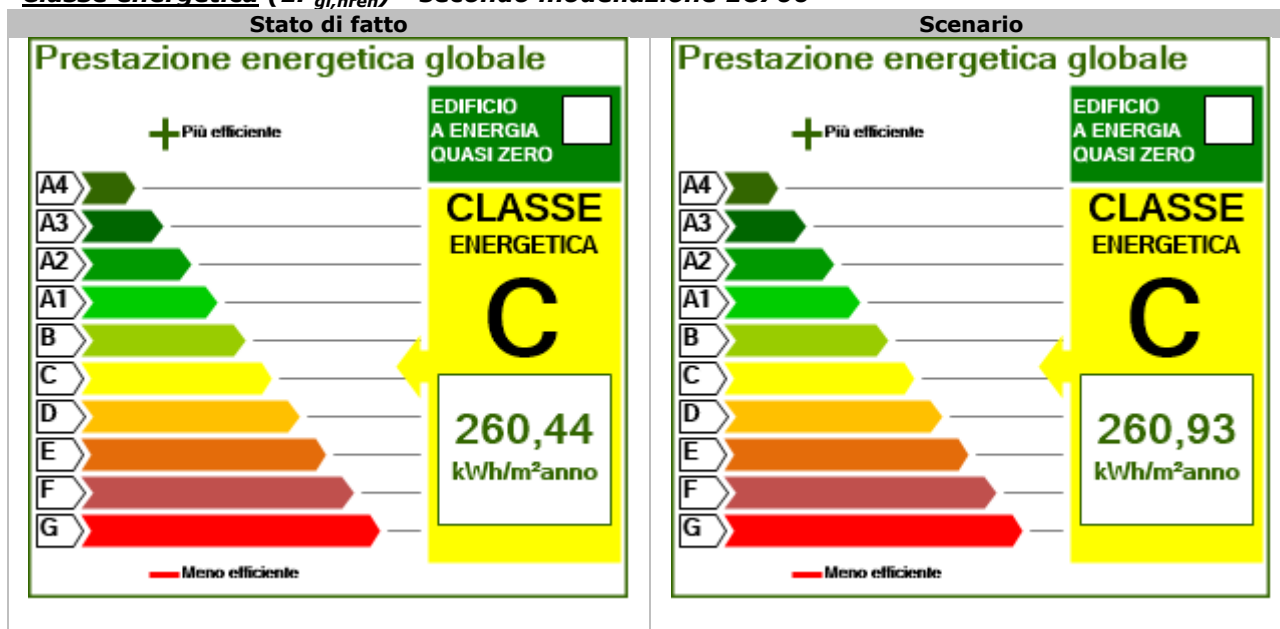 Stato di fatto Scenario
Prestazione energetica globale
EDIFICIO
A ENERGIA
QUASI ZERO
Più efficiente
A4
A3
A2
A1
B
C
D
E
F
G
CLASSE
ENERGETICA
C
260,44
kWh/m²anno
Meno efficiente
Prestazione energetica globale
EDIFICIO
A ENERGIA
QUASI ZERO
Più efficiente
A4
A3
A2
A1
B
C
D
E
F
G
CLASSE
ENERGETICA
C
260,93
kWh/m²anno
Meno efficiente